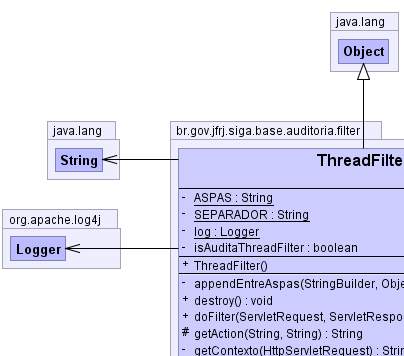 java.lang
Object
java.lang
String
br.gov.jfrj.siga.base.auditoria.filter
ThreadFilte
org.apache.log4j
Logger
- ASPAS : String
- SEPARADOR : String
- log : Logger
- isAuditaThreadFilter : boolean
+ ThreadFilter()
- appendEntreAspas(StringBuilder, Obje
+ destroy() : void
+ doFilter(ServletRequest, ServletRespo
# getAction(String, String) : String
- getContexto(HttpServletRequest) : Strin